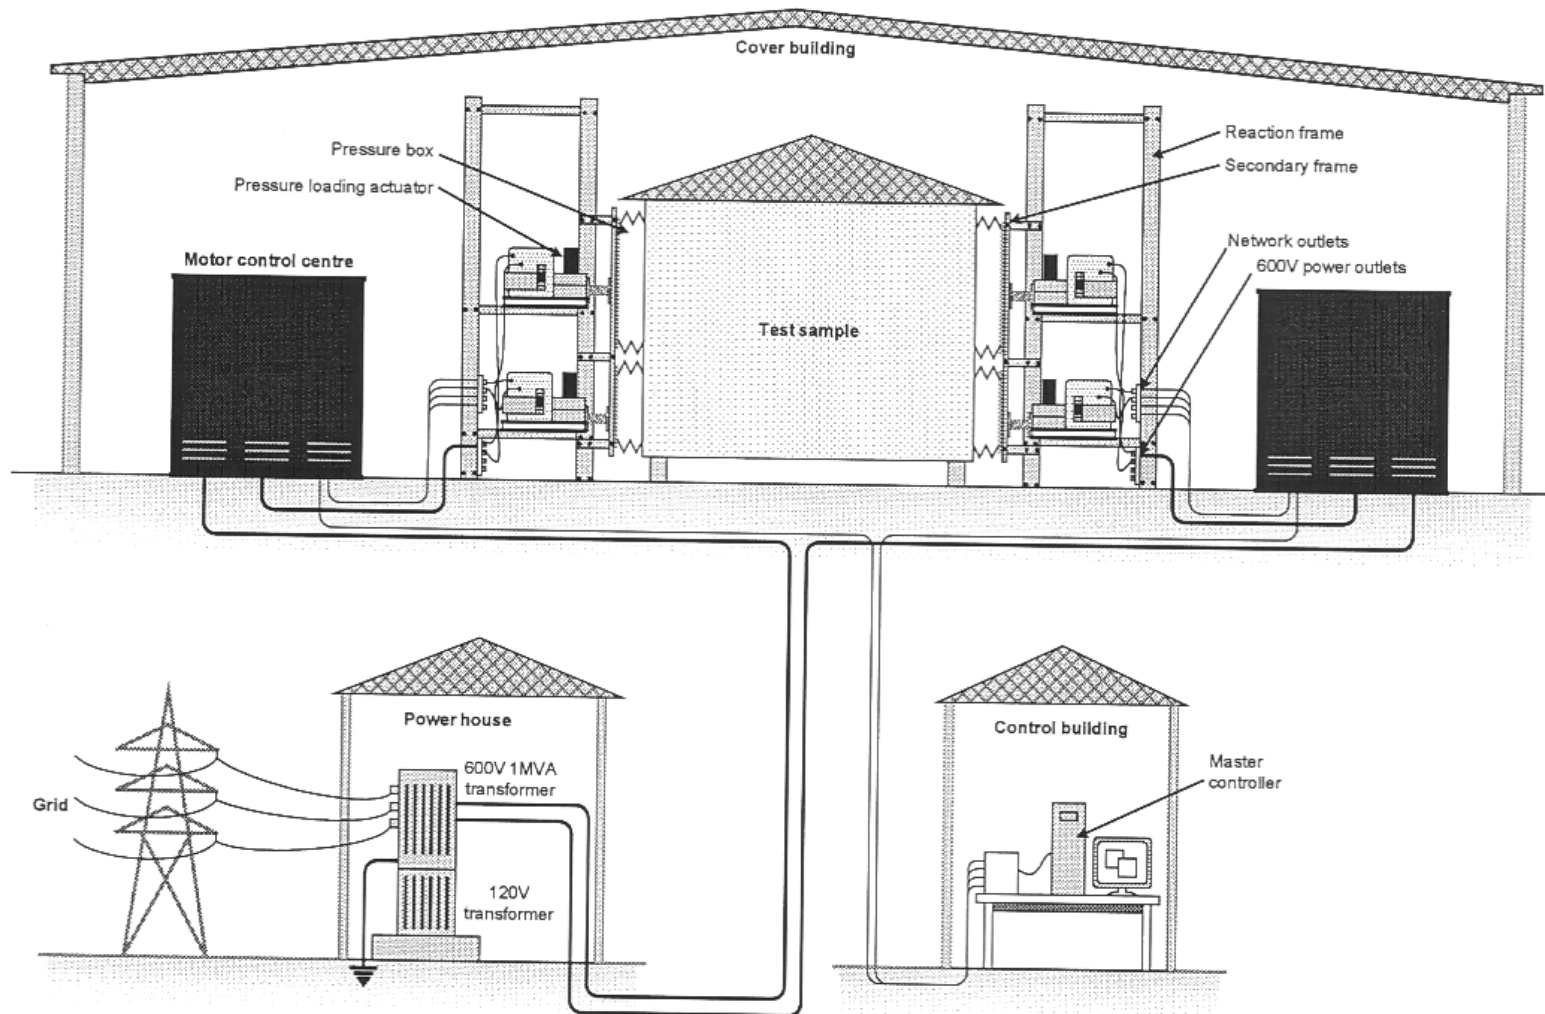 Cover building
Reaction frame
Pressure box
Secondary frame
Pressure loading actuator
Network outlets
Motor control centre
600V power outlets
Test sample
Power house
Control building
600V 1MVA
transformer
Master
controller
Grid
120V
transformer